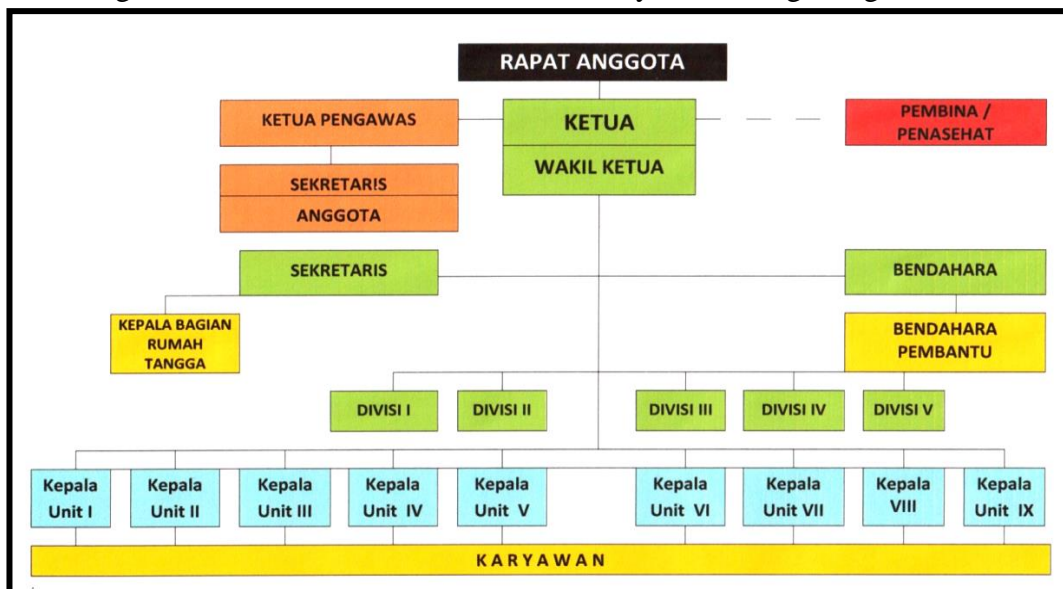 RAPAT ANGGOTA
KETUA PENGAWAS
KETUA
PEMBINA /
PENASEHAT
WAKIL KETUA
SEKRETARIS
ANGGOTA
SEKRETARIS
BENDAHARA
KEPALA BAGIAN
RUMAH
TANGGA
BENDAHARA
PEMBANTU
DIVISI I
DIVISI II
DIVISI III
DIVISI IV
DIVISI V
Kepala
Unit I
Kepala
Unit II
Kepala
Unit III
Kepala
Unit IV
Kepala
Unit V
Kepala
Unit VI
Kepala
Unit VII
Kepala
VIII
Kepala
Unit IX
KARYAWAN